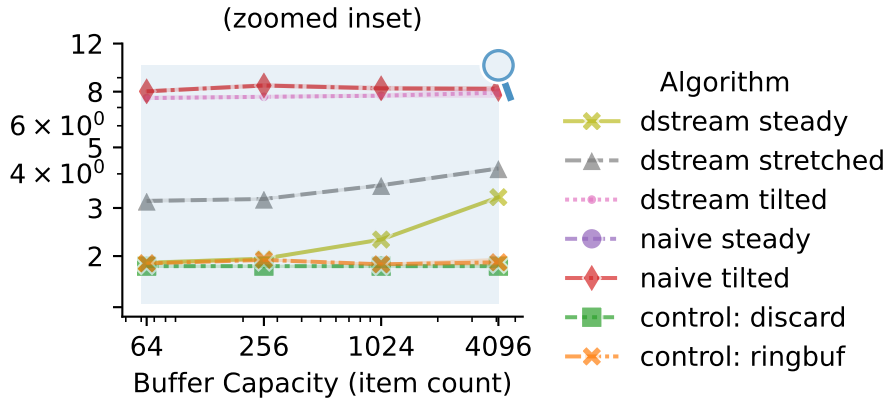 (zoomed inset)
12
8
6 × 10⁰
5
4 × 10⁰
3
2
64 256 1024 4096
Buffer Capacity (item count)
Algorithm
dstream steady
dstream stretched
dstream tilted
naive steady
naive tilted
control: discard
control: ringbuf